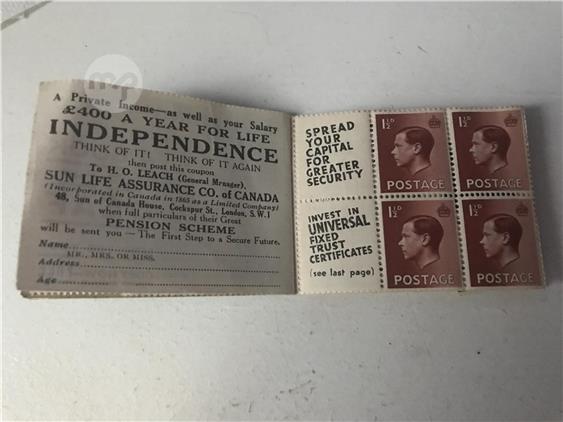 A Private Income—as well as your Salary
£400 A YEAR FOR LIFE
INDEPENDENCE
THINK OF IT! THINK OF IT AGAIN
then post this coupon
To H. O. LEACH (General Mrnager),
SUN LIFE ASSURANCE CO. of CANADA
(Incorporated in Canada in 1865 as a Limited Company)
48, Sun of Canada House, Cockspur St., London, S.W.1
when full particulars of their Great
PENSION SCHEME
will be sent you — The First Step to a Secure Future.
Name
MR., MRS. OR MISS.
Address
Age
SPREAD
YOUR
CAPITAL
FOR
GREATER
SECURITY
INVEST IN
UNIVERSAL
FIXED
TRUST
CERTIFICATES
(see last page)
1½D
POSTAGE
1½D
POSTAGE
1½D
POSTAGE
1½D
POSTAGE